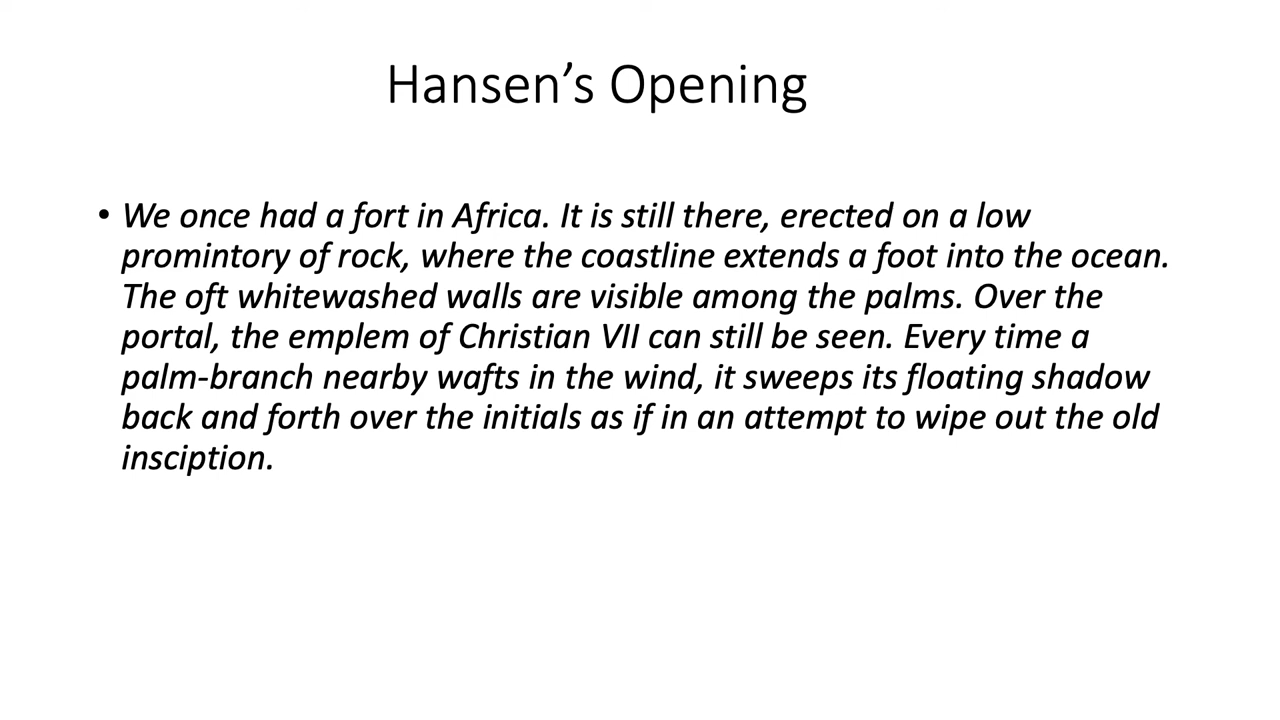 Hansen’s Opening
• We once had a fort in Africa. It is still there, erected on a low
promintory of rock, where the coastline extends a foot into the ocean.
The oft whitewashed walls are visible among the palms. Over the
portal, the emplem of Christian VII can still be seen. Every time a
palm-branch nearby wafts in the wind, it sweeps its floating shadow
back and forth over the initials as if in an attempt to wipe out the old
insciption.